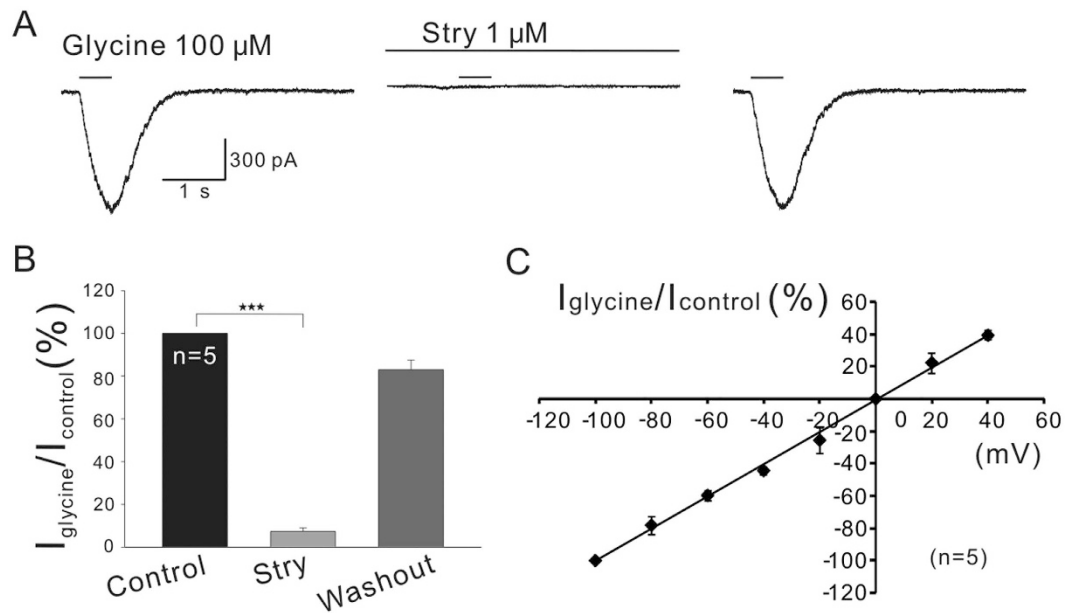 A
Glycine 100 µM
Stry 1 µM
300 pA
1 s
B
Iglycine/Icontrol (%)
120
100
80
60
40
20
0
n=5
★★★
Control
Stry
Washout
C
Iglycine/Icontrol (%)
60
40
20
-120 -100 -80 -60 -40 -20 0 20 40 60
(mV)
-20
-40
-60
-80
-100
-120
(n=5)